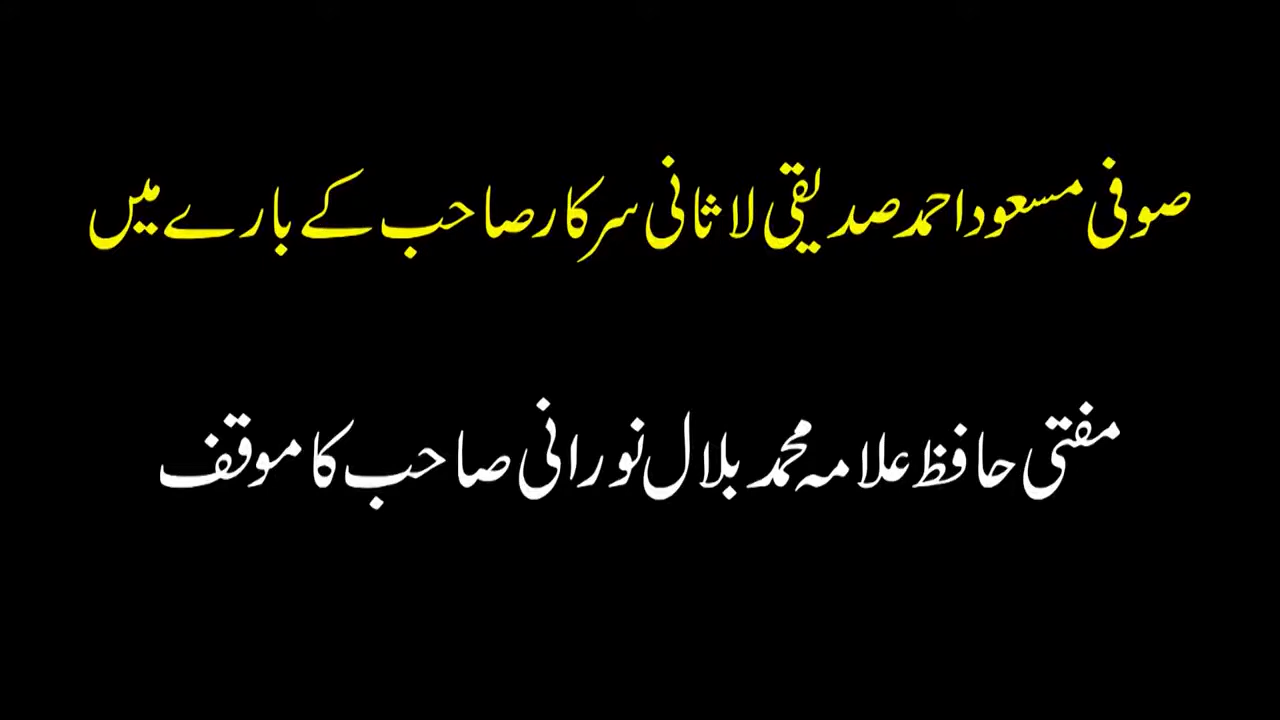 صوفی مسعود احمد صدیقی لاثانی سرکار صاحب کے بارے میں
مفتی حافظ علامہ محمد بلال نورانی صاحب کا موقف